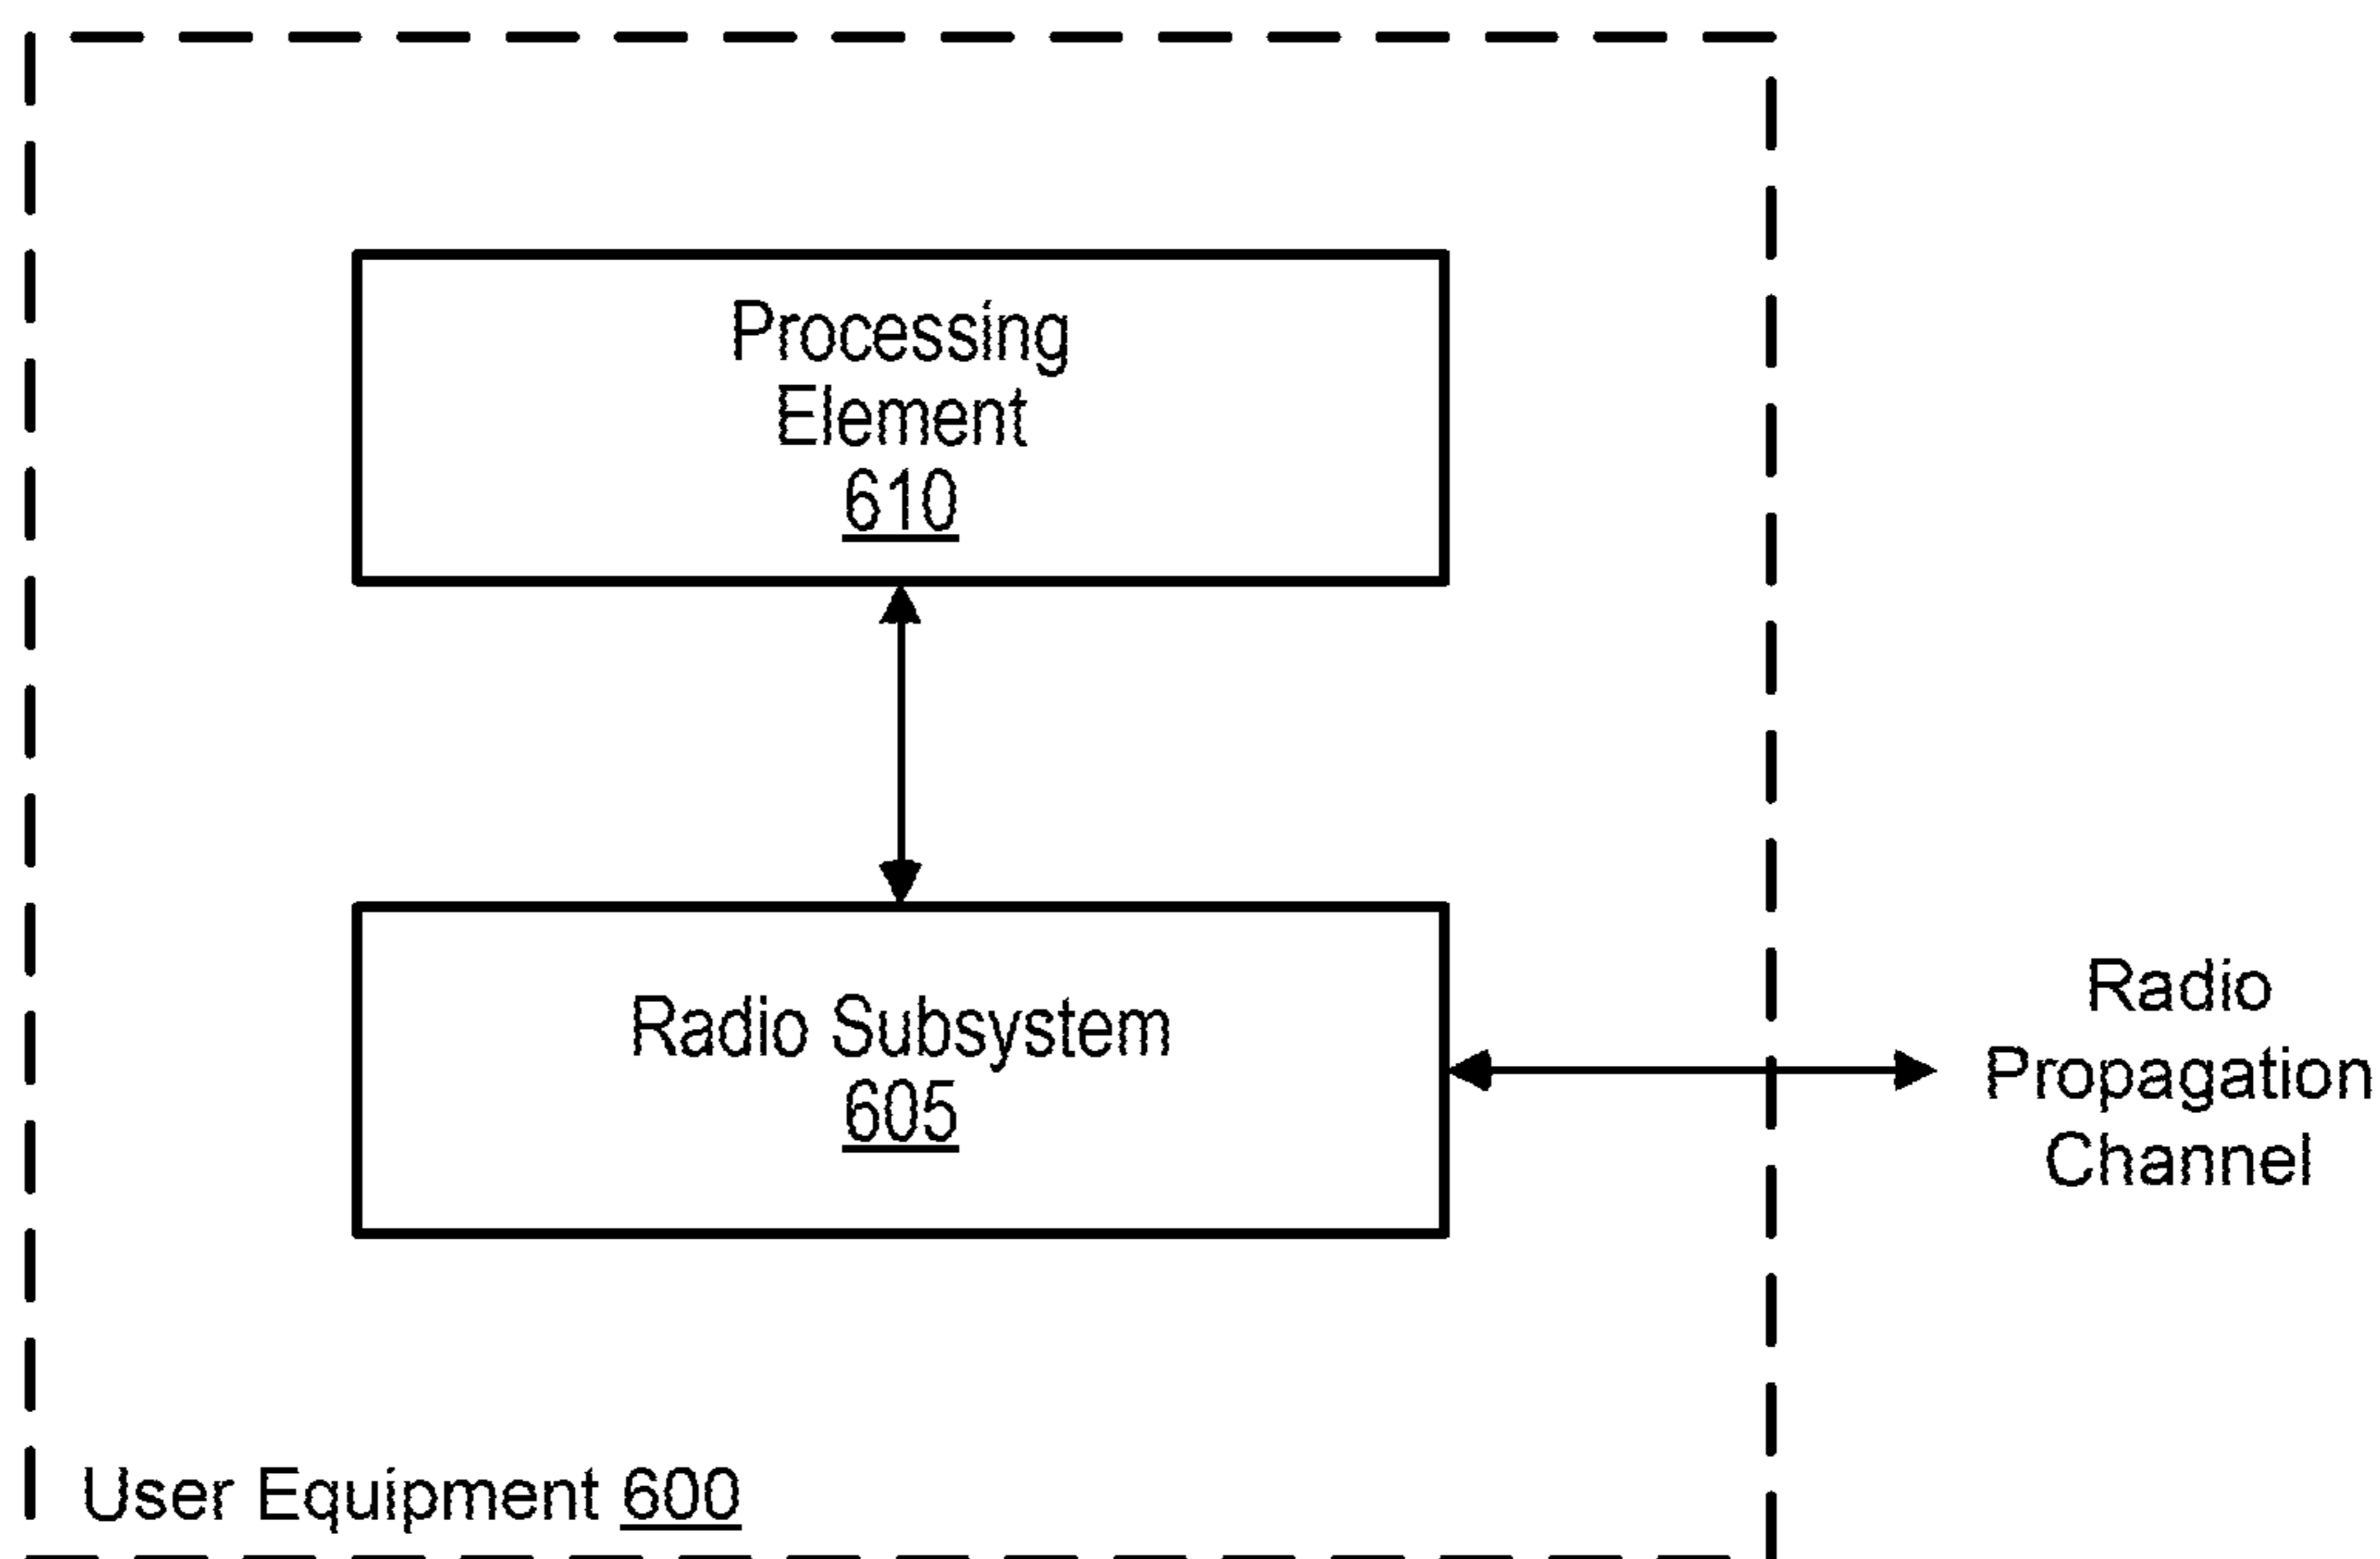 Processing
Element
610
Radio Subsystem
605
Radio
Propagation
Channel
User Equipment 600